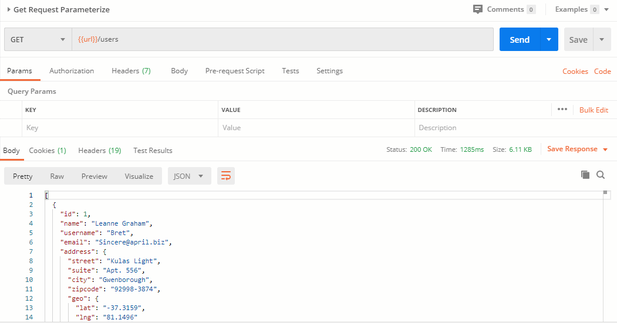 Get Request Parameterize Comments 0 Examples 0
GET {{url}}/users Send Save
Params Authorization Headers (7) Body Pre-request Script Tests Settings Cookies Code
Query Params
KEY VALUE DESCRIPTION ••• Bulk Edit
Key Value Description
Body Cookies (1) Headers (19) Test Results Status: 200 OK Time: 1285ms Size: 6.11 KB Save Response
Pretty Raw Preview Visualize JSON
1 [
2 {
3 "id": 1,
4 "name": "Leanne Graham",
5 "username": "Bret",
6 "email": "Sincere@april.biz",
7 "address": {
8 "street": "Kulas Light",
9 "suite": "Apt. 556",
10 "city": "Gwenborough",
11 "zipcode": "92998-3874",
12 "geo": {
13 "lat": "-37.3159",
14 "lng": "81.1496"